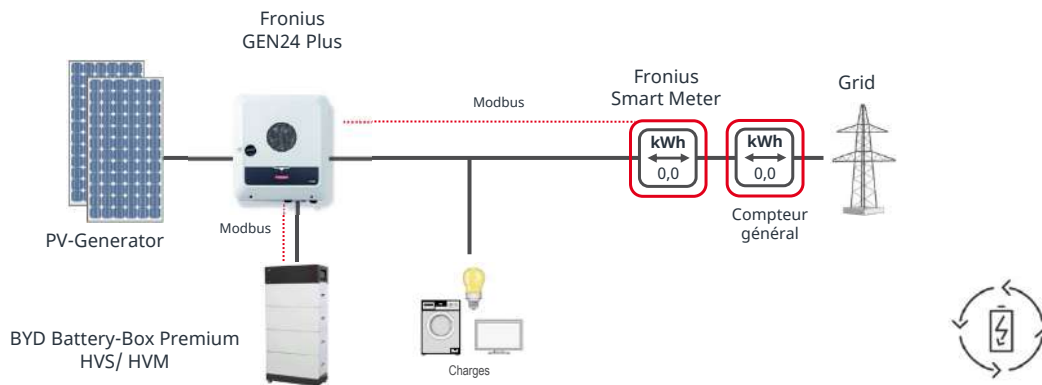 Fronius
GEN24 Plus
Fronius
Smart Meter
Grid
Modbus
kWh
0,0
kWh
0,0
Compteur
général
PV-Generator
Modbus
BYD Battery-Box Premium
HVS/ HVM
Charges